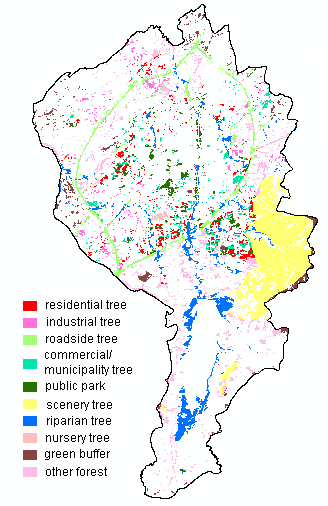 residential tree
industrial tree
roadside tree
commercial/
municipality tree
public park
scenery tree
riparian tree
nursery tree
green buffer
other forest